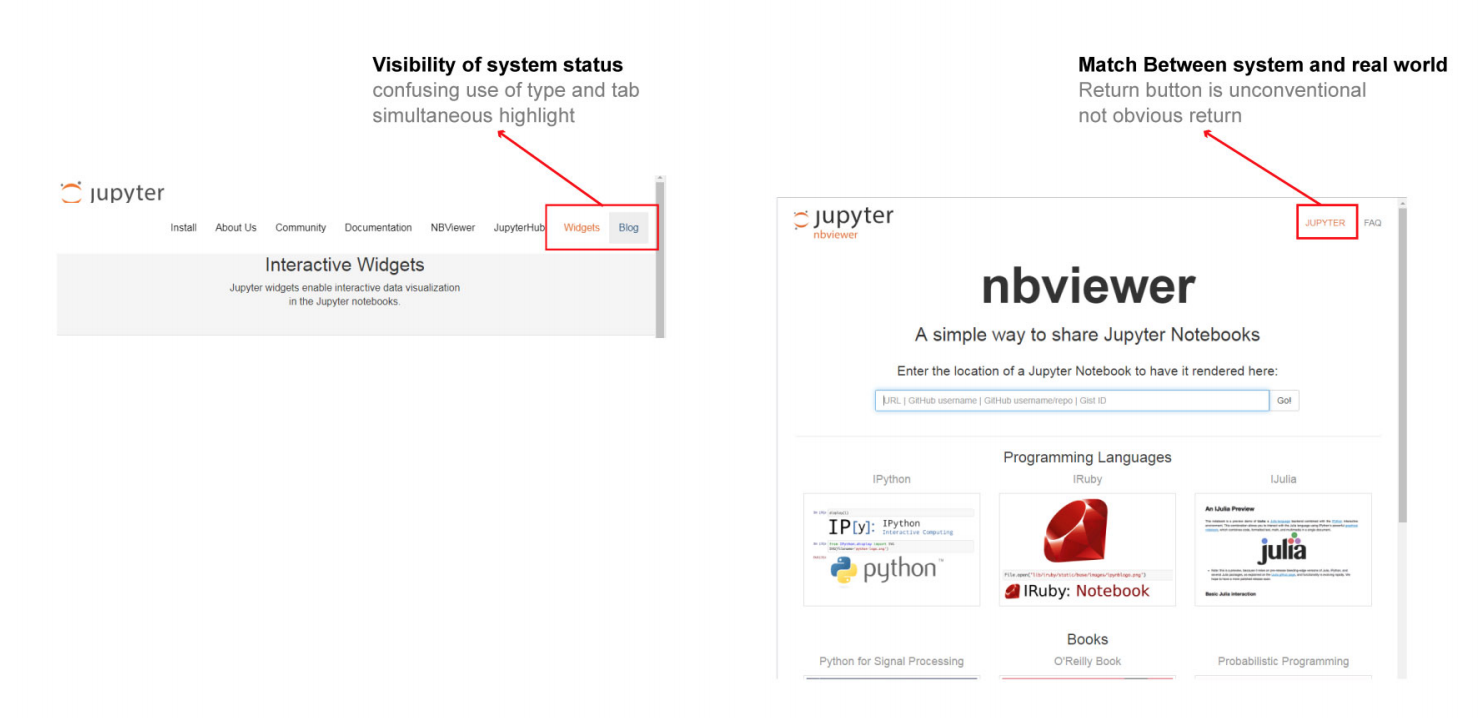 Visibility of system status
confusing use of type and tab
simultaneous highlight
jupyter
Install About Us Community Documentation NBViewer JupyterHub Widgets Blog
Interactive Widgets
Jupyter widgets enable interactive data visualization
in the Jupyter notebooks.
Match Between system and real world
Return button is unconventional
not obvious return
jupyter
nbviewer
JUPYTER FAQ
nbviewer
A simple way to share Jupyter Notebooks
Enter the location of a Jupyter Notebook to have it rendered here:
URL | GitHub username | GitHub username/repo | Gist ID Go!
Programming Languages
IPython IRuby IJulia
IP[y]: IPython
Interactive Computing
python
IRuby: Notebook
An IJulia Preview
julia
Basic Julia interaction
Books
Python for Signal Processing O'Reilly Book Probabilistic Programming